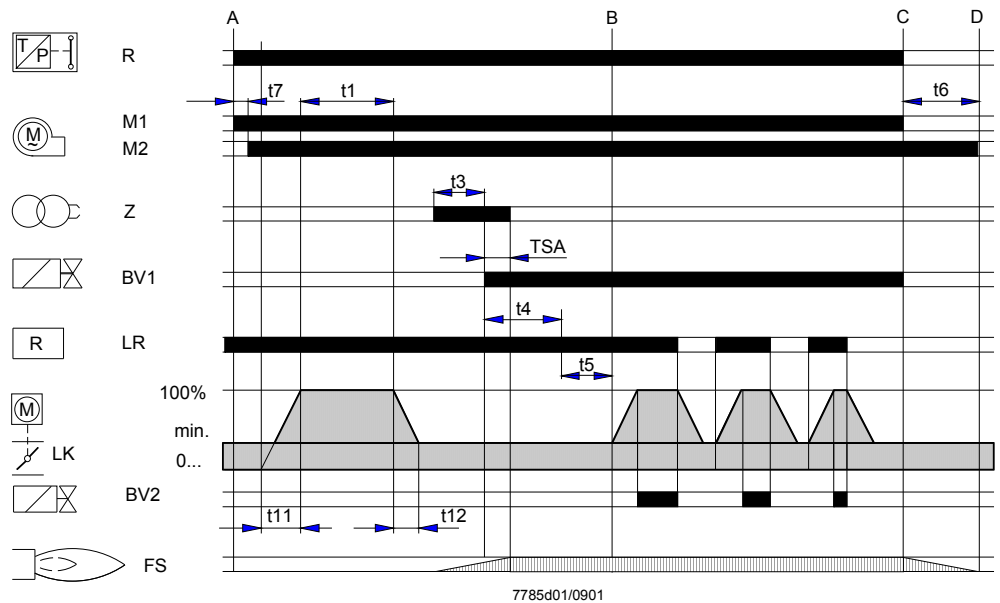 A B C D
T P R
t7 t1 t6
M1
M ~
M2
t3
Z
TSA
BV1
t4
R LR
t5
100%
M
min.
LK
0...
BV2
t11 t12
FS
7785d01/0901